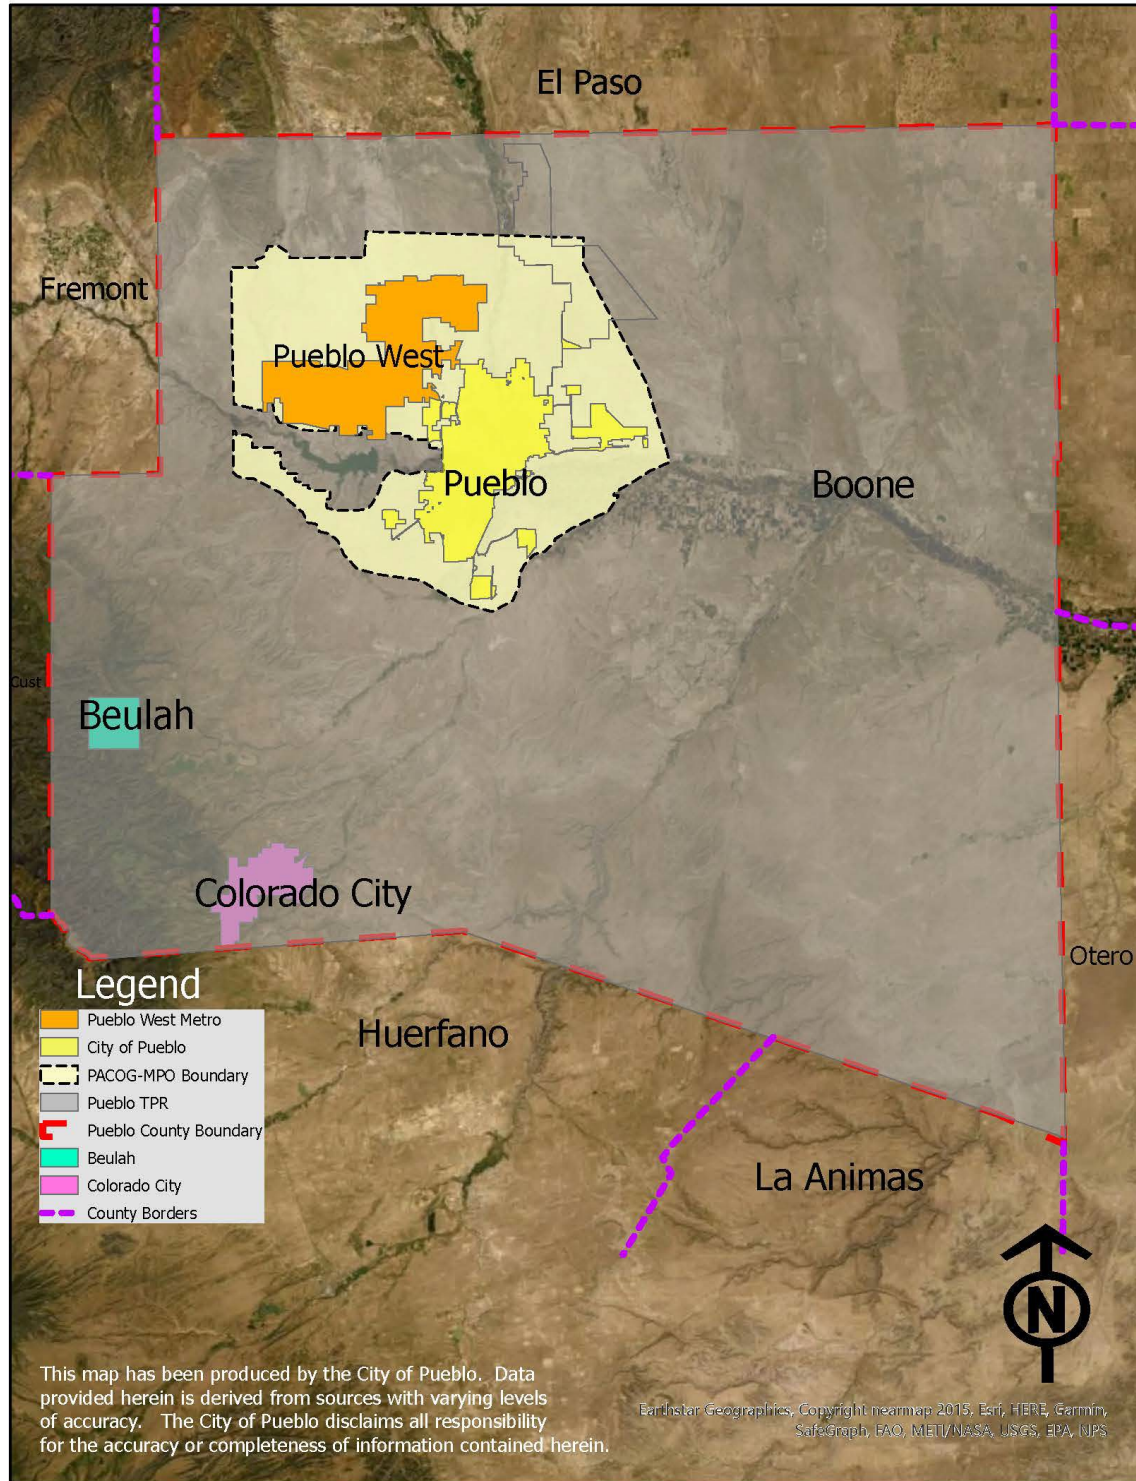 El Paso
Fremont
Pueblo West
Pueblo
Boone
Cust
Beulah
Colorado City
Otero
Huerfano
La Animas
Legend
Pueblo West Metro
City of Pueblo
PACOG-MPO Boundary
Pueblo TPR
Pueblo County Boundary
Beulah
Colorado City
County Borders
N
This map has been produced by the City of Pueblo. Data
provided herein is derived from sources with varying levels
of accuracy. The City of Pueblo disclaims all responsibility
for the accuracy or completeness of information contained herein.
Earthstar Geographics, Copyright nearmap 2015, Esri, HERE, Garmin,
SafeGraph, FAO, METI/NASA, USGS, EPA, NPS